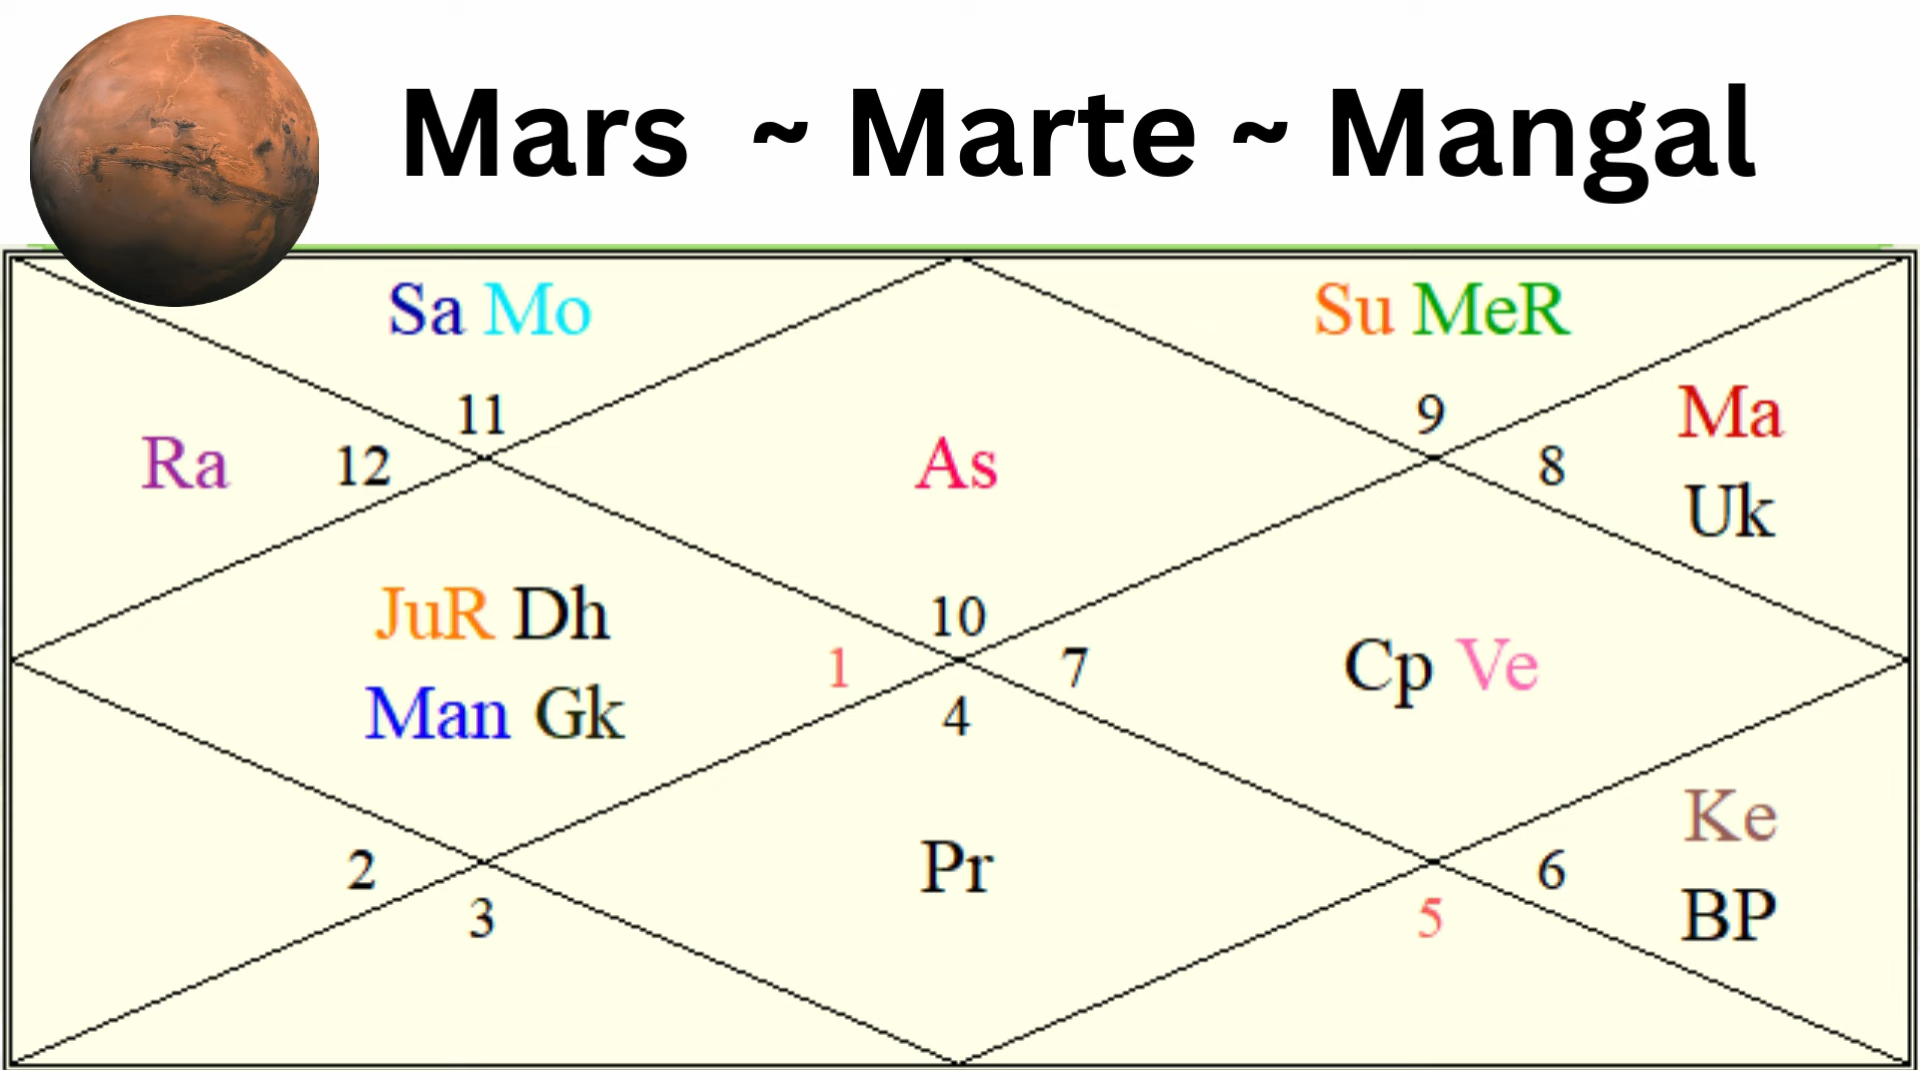 Mars ~ Marte ~ Mangal
Sa Mo
Su MeR
11
9
Ma
Ra
12
As
8
Uk
JuR Dh
10
1
7
Cp Ve
Man Gk
4
Ke
2
Pr
6
3
5
BP